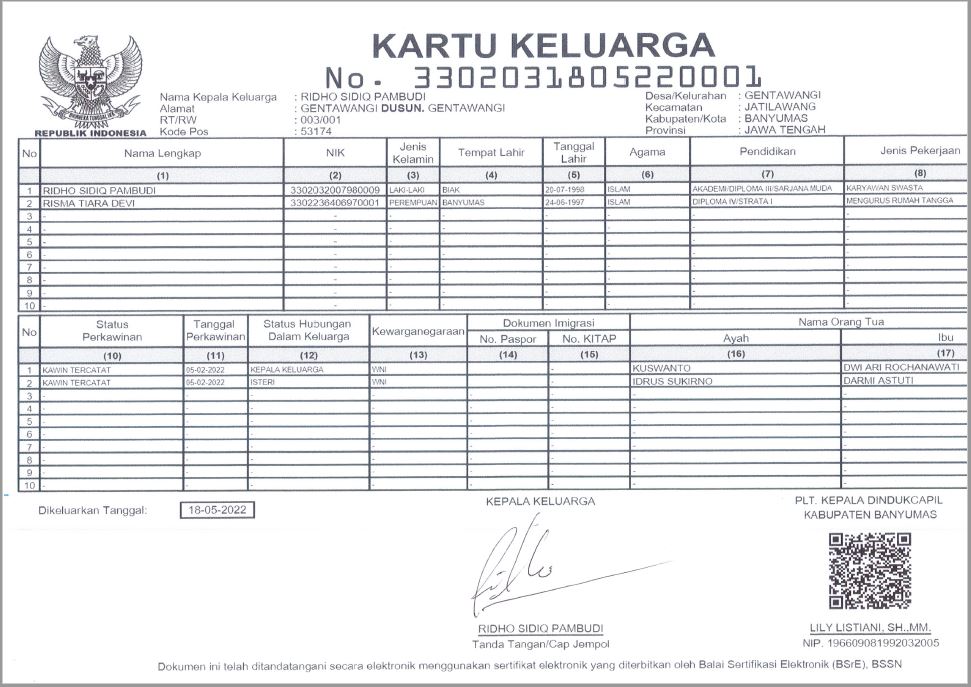 KARTU KELUARGA
No. 3302031805220001
Nama Kepala Keluarga : RIDHO SIDIQ PAMBUDI
Alamat : GENTAWANGI DUSUN. GENTAWANGI
RT/RW : 003/001
Kode Pos : 53174
Desa/Kelurahan : GENTAWANGI
Kecamatan : JATILAWANG
Kabupaten/Kota : BANYUMAS
Provinsi : JAWA TENGAH
REPUBLIK INDONESIA
No Nama Lengkap NIK Jenis Kelamin Tempat Lahir Tanggal Lahir Agama Pendidikan Jenis Pekerjaan
(1) (2) (3) (4) (5) (6) (7) (8)
1 RIDHO SIDIQ PAMBUDI 3302032007980009 LAKI-LAKI BIAK 20-07-1998 ISLAM AKADEMI/DIPLOMA III/SARJANA MUDA KARYAWAN SWASTA
2 RISMA TIARA DEVI 3302236406970001 PEREMPUAN BANYUMAS 24-06-1997 ISLAM DIPLOMA IV/STRATA I MENGURUS RUMAH TANGGA
3 - - - - - - - -
4 - - - - - - - -
5 - - - - - - - -
6 - - - - - - - -
7 - - - - - - - -
8 - - - - - - - -
9 - - - - - - - -
10 - - - - - - - -
No Status Perkawinan Tanggal Perkawinan Status Hubungan Dalam Keluarga Kewarganegaraan Dokumen Imigrasi Nama Orang Tua
No. Paspor No. KITAP Ayah Ibu
(10) (11) (12) (13) (14) (15) (16) (17)
1 KAWIN TERCATAT 05-02-2022 KEPALA KELUARGA WNI - - KUSWANTO DWI ARI ROCHANAWATI
2 KAWIN TERCATAT 05-02-2022 ISTERI WNI - - IDRUS SUKIRNO DARMI ASTUTI
3 - - - - - - - -
4 - - - - - - - -
5 - - - - - - - -
6 - - - - - - - -
7 - - - - - - - -
8 - - - - - - - -
9 - - - - - - - -
10 - - - - - - - -
Dikeluarkan Tanggal: 18-05-2022
KEPALA KELUARGA
RIDHO SIDIQ PAMBUDI
Tanda Tangan/Cap Jempol
PLT. KEPALA DINDUKCAPIL
KABUPATEN BANYUMAS
LILY LISTIANI, SH.,MM.
NIP. 196609081992032005
Dokumen ini telah ditandatangani secara elektronik menggunakan sertifikat elektronik yang diterbitkan oleh Balai Sertifikasi Elektronik (BSrE), BSSN